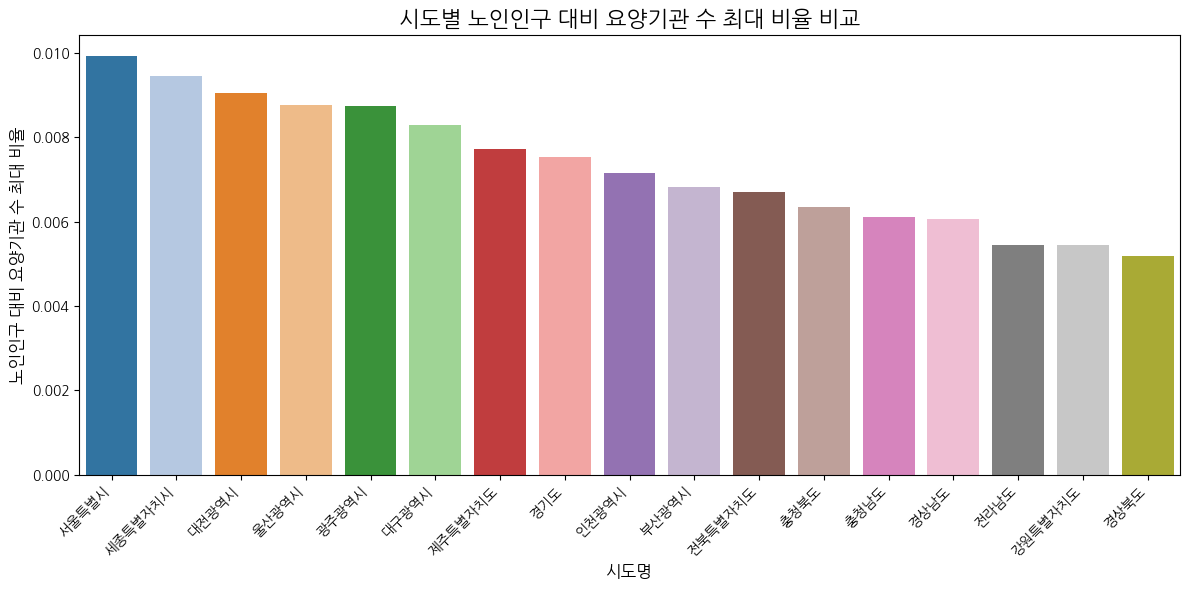 시도별 노인인구 대비 요양기관 수 최대 비율 비교
노인인구 대비 요양기관 수 최대 비율
0.010
0.008
0.006
0.004
0.002
0.000
서울특별시
세종특별자치시
대전광역시
울산광역시
광주광역시
대구광역시
제주특별자치도
경기도
인천광역시
부산광역시
전북특별자치도
충청북도
충청남도
경상남도
전라남도
강원특별자치도
경상북도
시도명